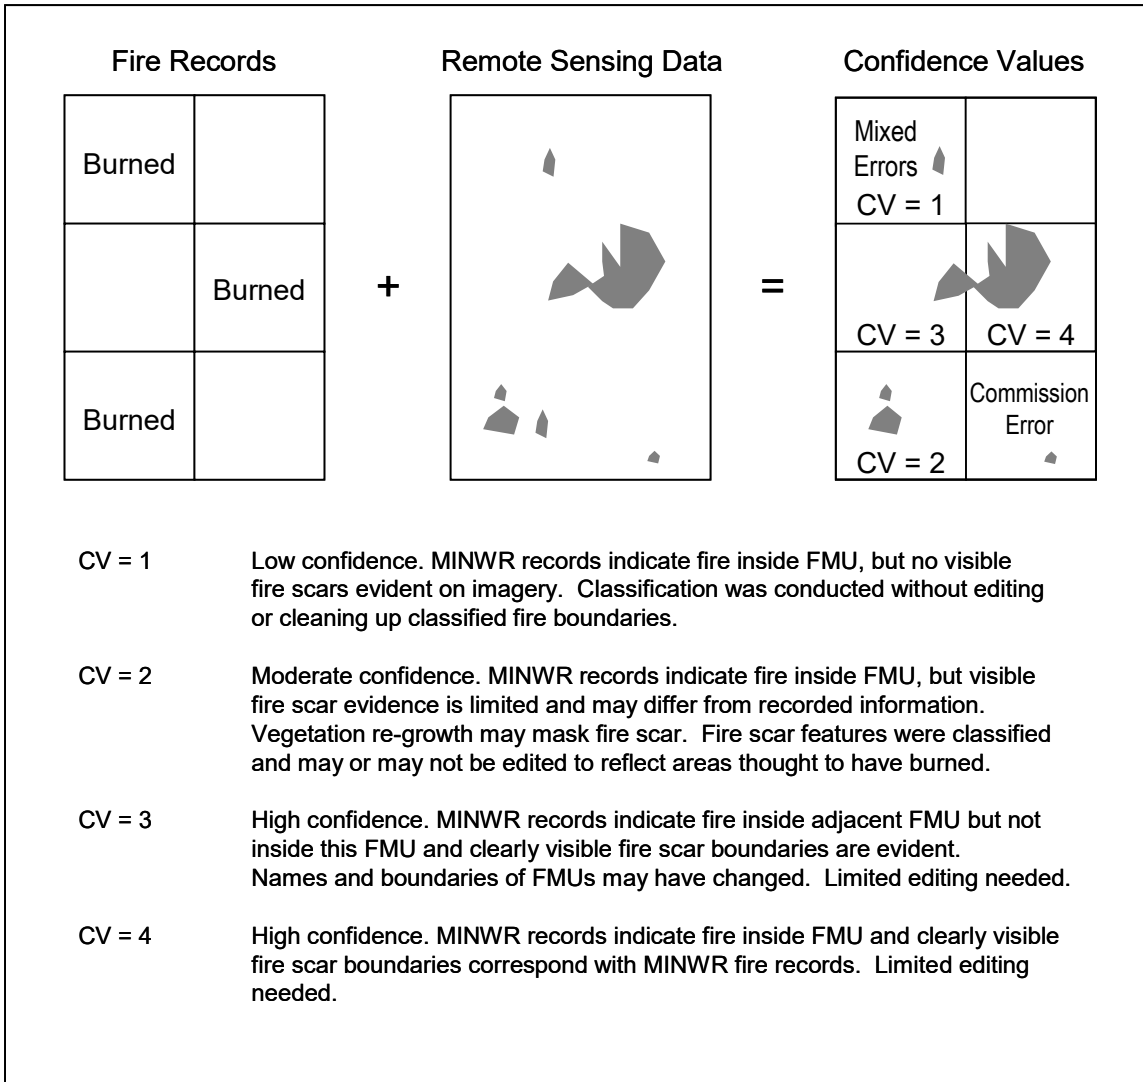 Fire Records
Remote Sensing Data
Confidence Values
Burned
Burned
Burned
+
=
Mixed
Errors
CV = 1
CV = 3
CV = 4
CV = 2
Commission
Error
CV = 1
Low confidence. MINWR records indicate fire inside FMU, but no visible
fire scars evident on imagery. Classification was conducted without editing
or cleaning up classified fire boundaries.
CV = 2
Moderate confidence. MINWR records indicate fire inside FMU, but visible
fire scar evidence is limited and may differ from recorded information.
Vegetation re-growth may mask fire scar. Fire scar features were classified
and may or may not be edited to reflect areas thought to have burned.
CV = 3
High confidence. MINWR records indicate fire inside adjacent FMU but not
inside this FMU and clearly visible fire scar boundaries are evident.
Names and boundaries of FMUs may have changed. Limited editing needed.
CV = 4
High confidence. MINWR records indicate fire inside FMU and clearly visible
fire scar boundaries correspond with MINWR fire records. Limited editing
needed.